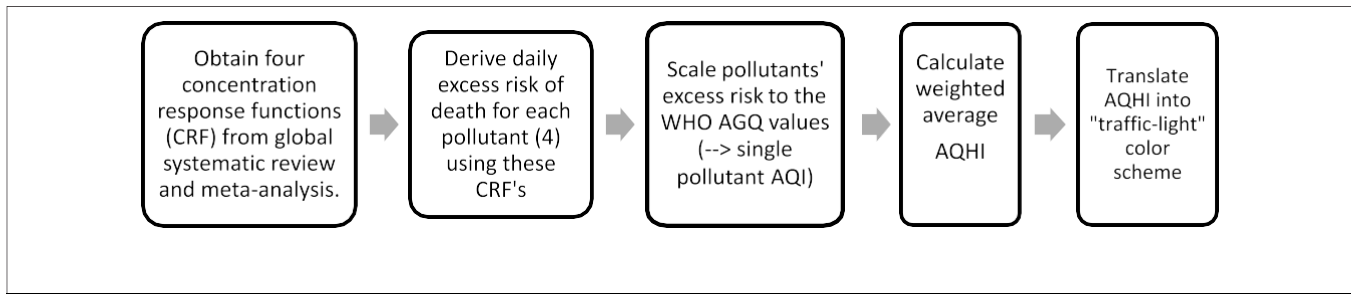 Obtain four
concentration
response functions
(CRF) from global
systematic review
and meta-analysis.
Derive daily
excess risk of
death for each
pollutant (4)
using these
CRF's
Scale pollutants'
excess risk to the
WHO AGQ values
(--> single
pollutant AQI)
Calculate
weighted
average
AQHI
Translate
AQHI into
"traffic-light"
color
scheme